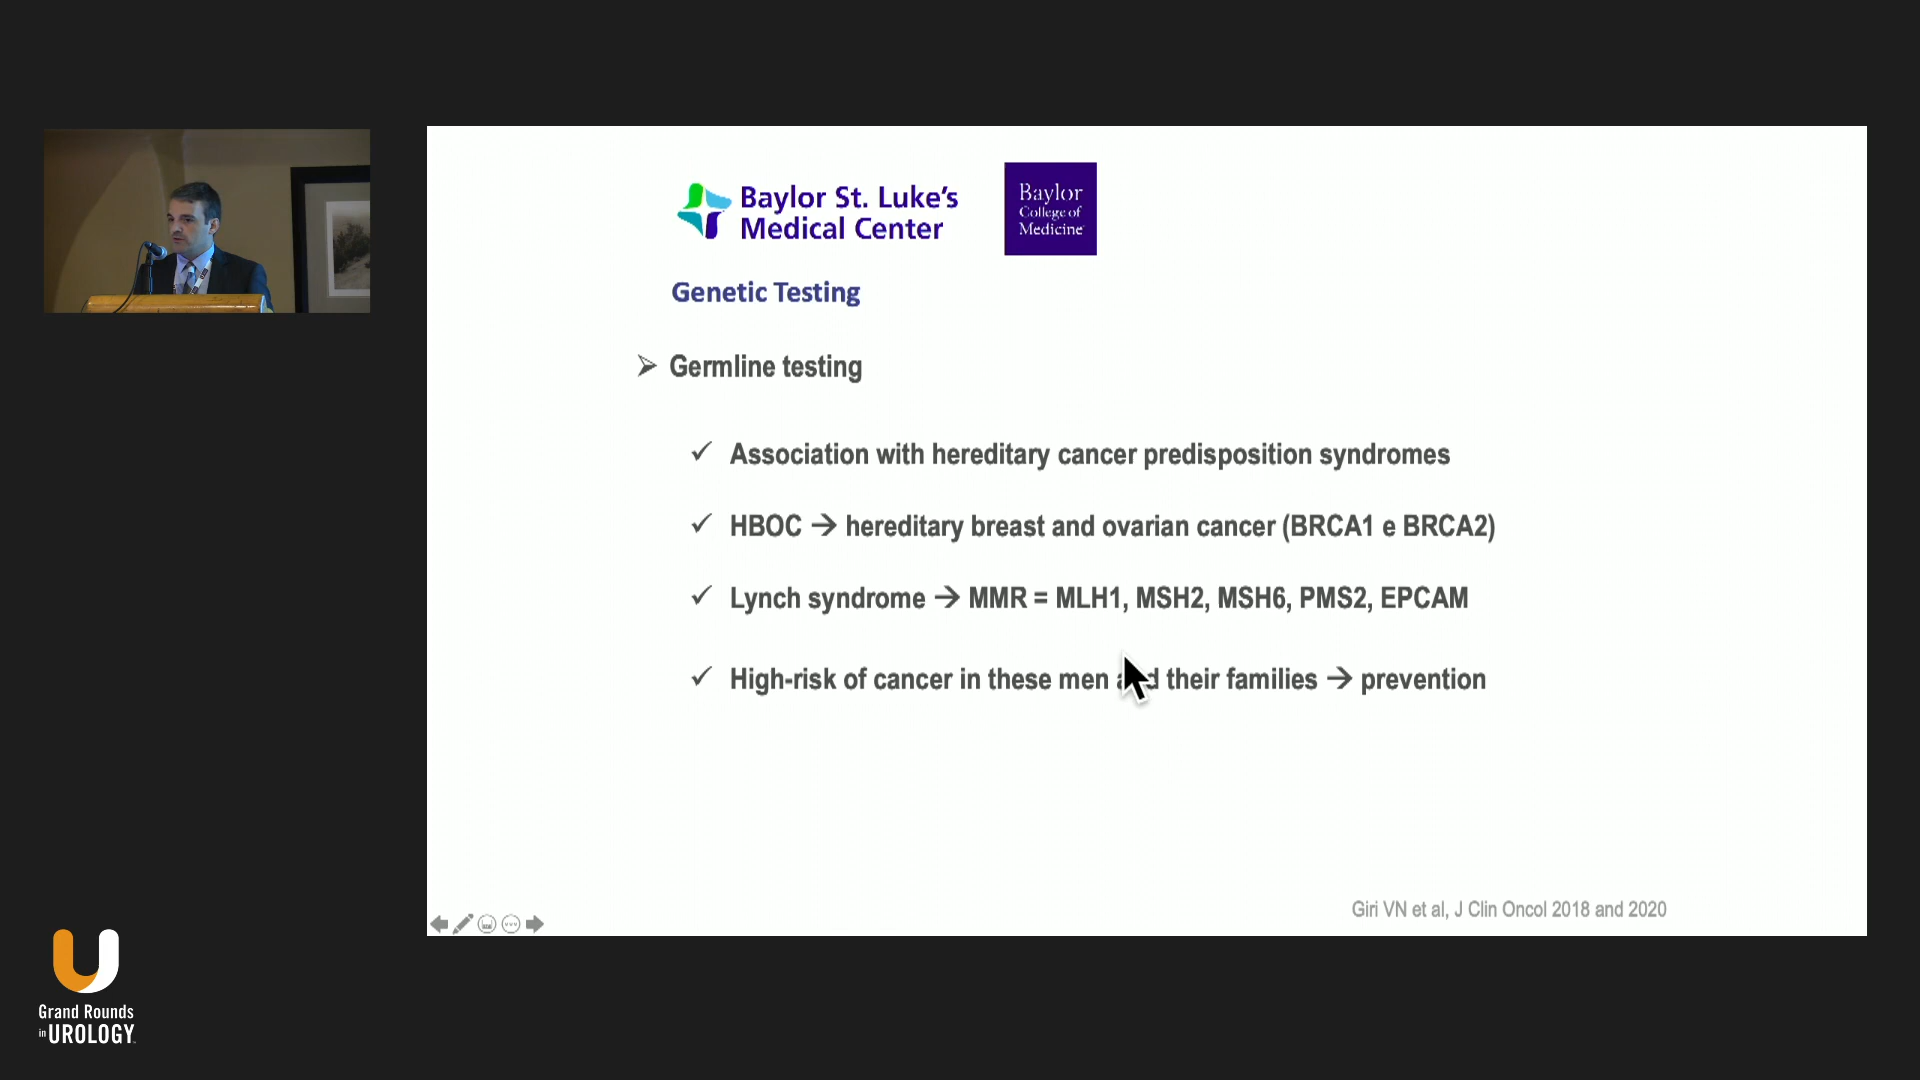 Baylor St. Luke's
Medical Center
Baylor
College of
Medicine
Genetic Testing
➢ Germline testing
✓ Association with hereditary cancer predisposition syndromes
✓ HBOC → hereditary breast and ovarian cancer (BRCA1 e BRCA2)
✓ Lynch syndrome → MMR = MLH1, MSH2, MSH6, PMS2, EPCAM
✓ High-risk of cancer in these men and their families → prevention
Giri VN et al, J Clin Oncol 2018 and 2020
Grand Rounds
in UROLOGY